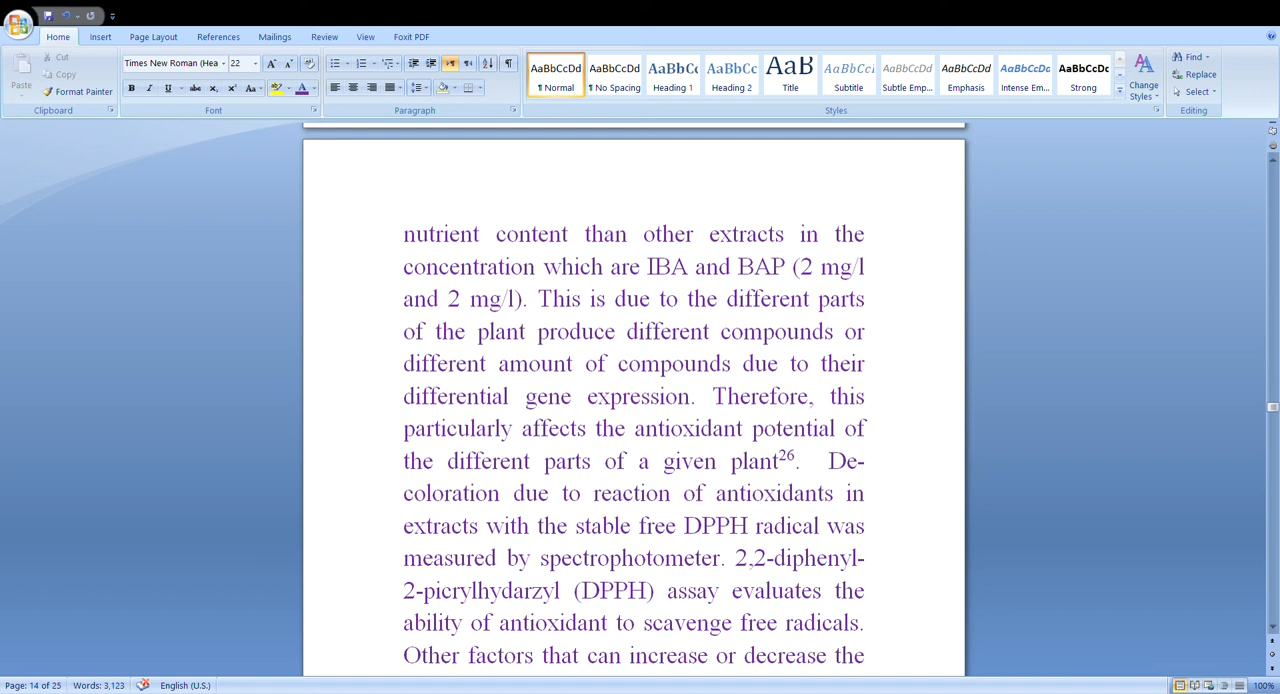 Home Insert Page Layout References Mailings Review View Foxit PDF
Paste
Cut
Copy
Format Painter
Clipboard
Times New Roman (Hea 22
B I U abc X₂ X² Aa
Font
Paragraph
AaBbCcDd AaBbCcDd AaBbC AaBbCc AaB AaBbCcI AaBbCcDd AaBbCcDd AaBbCcDd AaBbCcDc
¶ Normal ¶ No Spacing Heading 1 Heading 2 Title Subtitle Subtle Emp... Emphasis Intense Em... Strong
Change
Styles
Styles
Find
Replace
Select
Editing
nutrient content than other extracts in the
concentration which are IBA and BAP (2 mg/l
and 2 mg/l). This is due to the different parts
of the plant produce different compounds or
different amount of compounds due to their
differential gene expression. Therefore, this
particularly affects the antioxidant potential of
the different parts of a given plant26. De-
coloration due to reaction of antioxidants in
extracts with the stable free DPPH radical was
measured by spectrophotometer. 2,2-diphenyl-
2-picrylhydarzyl (DPPH) assay evaluates the
ability of antioxidant to scavenge free radicals.
Other factors that can increase or decrease the
Page: 14 of 25 Words: 3,123 English (U.S.) 100%